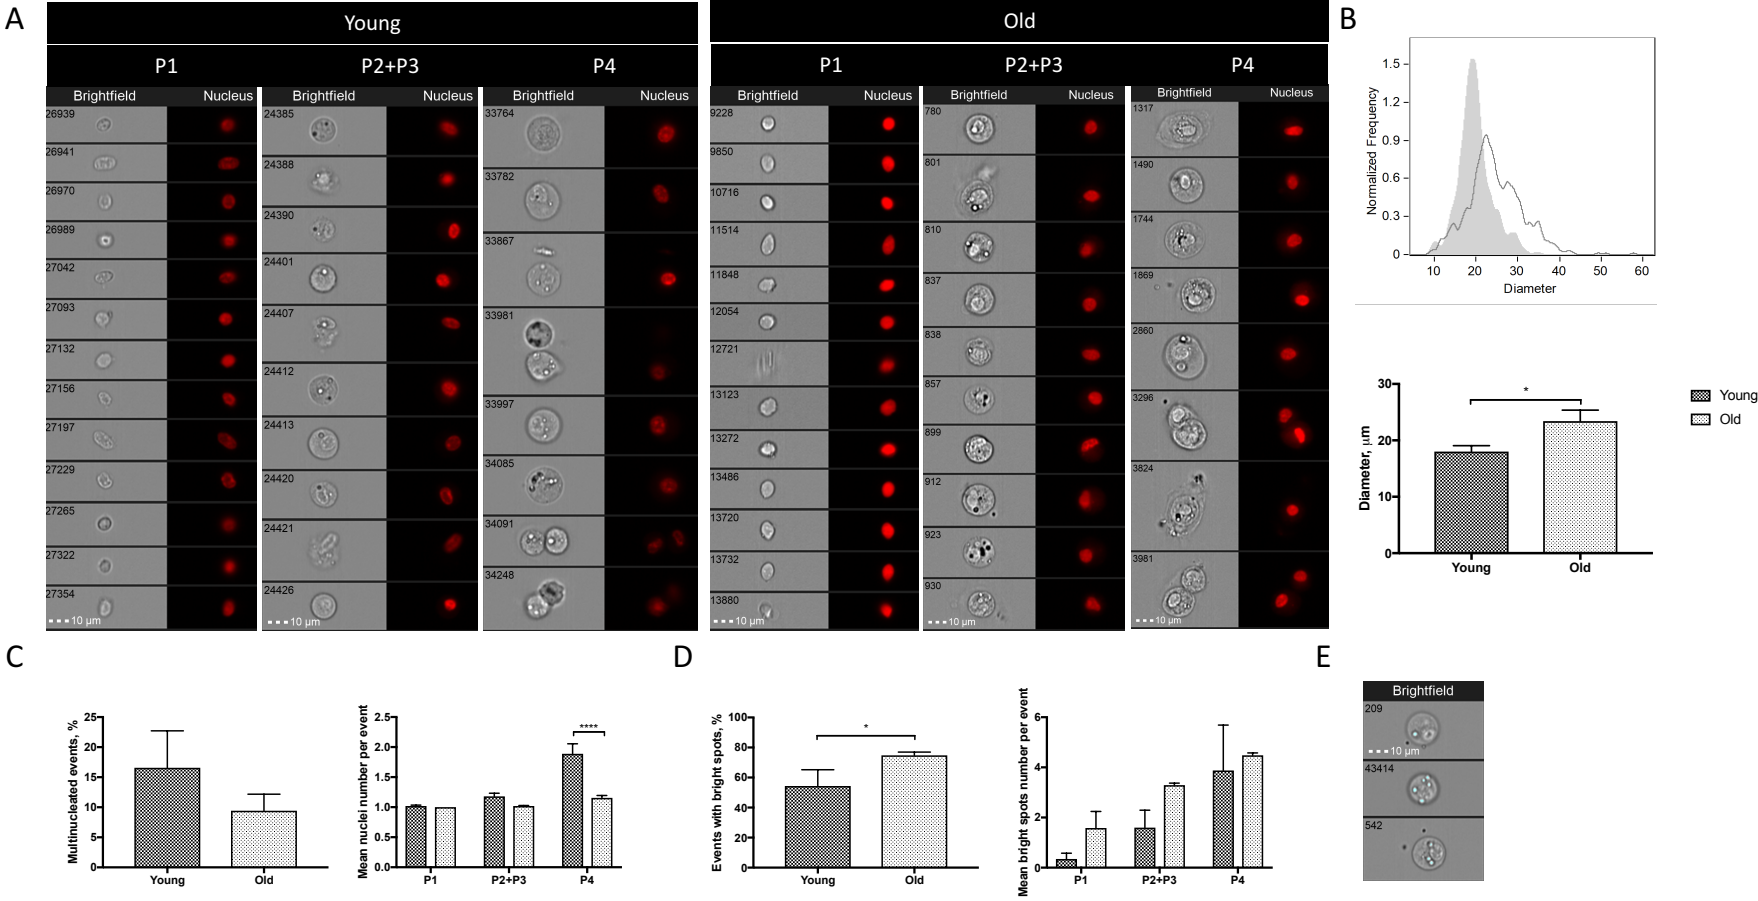 A
Young
P1
P2+P3
P4
Brightfield Nucleus
26939
26941
26970
26989
27042
27093
27132
27156
27197
27229
27265
27322
27354
10 µm
Brightfield Nucleus
24385
24388
24390
24401
24407
24412
24413
24420
24421
24426
10 µm
Brightfield Nucleus
33764
33782
33867
33981
33997
34085
34091
34248
10 µm
Old
P1
P2+P3
P4
Brightfield Nucleus
9228
9850
10716
11514
11848
12054
12721
13123
13272
13486
13720
13732
13880
10 µm
Brightfield Nucleus
780
801
810
837
838
857
899
912
923
930
10 µm
Brightfield Nucleus
1317
1490
1744
1869
2860
3296
3824
3981
10 µm
B
Normalized Frequency
1.5
1.2
0.9
0.6
0.3
0
10 20 30 40 50 60
Diameter
Diameter, µm
30
20
10
0
*
Young Old
Young
Old
C
Multinucleated events, %
25
20
15
10
5
0
Young Old
Mean nuclei number per event
2.5
2.0
1.5
1.0
0.5
0.0
****
P1 P2+P3 P4
D
Events with bright spots, %
100
80
60
40
20
0
*
Young Old
Mean bright spots number per event
6
4
2
0
P1 P2+P3 P4
E
Brightfield
209
10 µm
43414
542